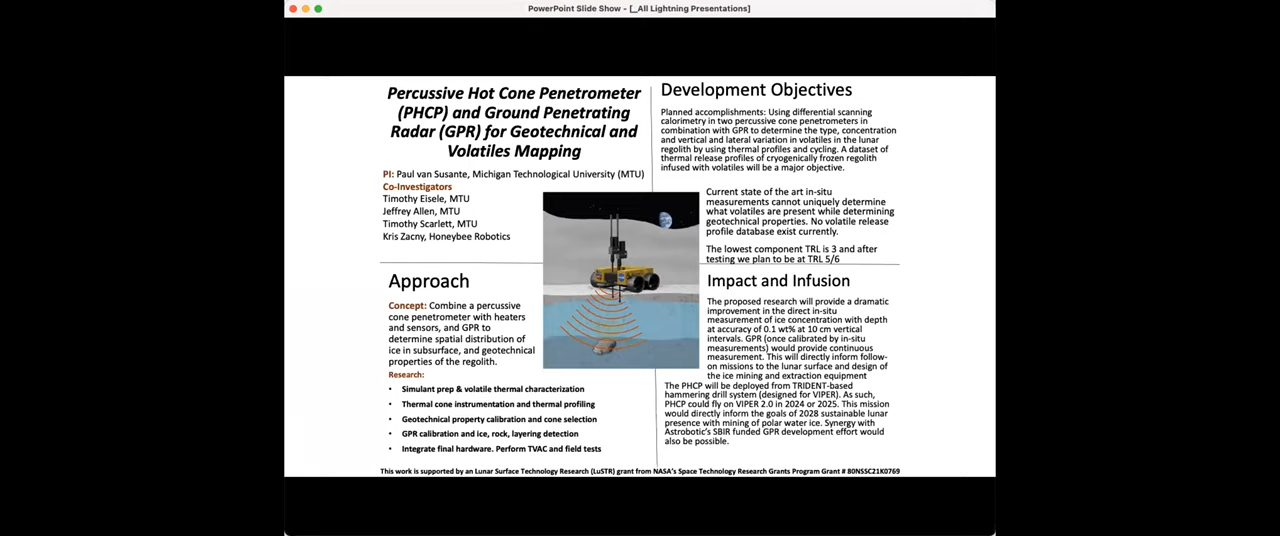 PowerPoint Slide Show - [_All Lightning Presentations]
Percussive Hot Cone Penetrometer
(PHCP) and Ground Penetrating
Radar (GPR) for Geotechnical and
Volatiles Mapping
PI: Paul van Susante, Michigan Technological University (MTU)
Co-Investigators
Timothy Eisele, MTU
Jeffrey Allen, MTU
Timothy Scarlett, MTU
Kris Zacny, Honeybee Robotics
Development Objectives
Planned accomplishments: Using differential scanning
calorimetry in two percussive cone penetrometers in
combination with GPR to determine the type, concentration
and vertical and lateral variation in volatiles in the lunar
regolith by using thermal profiles and cycling. A dataset of
thermal release profiles of cryogenically frozen regolith
infused with volatiles will be a major objective.
Current state of the art in-situ
measurements cannot uniquely determine
what volatiles are present while determining
geotechnical properties. No volatile release
profile database exist currently.
The lowest component TRL is 3 and after
testing we plan to be at TRL 5/6
Approach
Concept: Combine a percussive
cone penetrometer with heaters
and sensors, and GPR to
determine spatial distribution of
ice in subsurface, and geotechnical
properties of the regolith.
Research:
• Simulant prep & volatile thermal characterization
• Thermal cone instrumentation and thermal profiling
• Geotechnical property calibration and cone selection
• GPR calibration and ice, rock, layering detection
• Integrate final hardware. Perform TVAC and field tests
Impact and Infusion
The proposed research will provide a dramatic
improvement in the direct in-situ
measurement of ice concentration with depth
at accuracy of 0.1 wt% at 10 cm vertical
intervals. GPR (once calibrated by in-situ
measurements) would provide continuous
measurement. This will directly inform follow-
on missions to the lunar surface and design of
the ice mining and extraction equipment
The PHCP will be deployed from TRIDENT-based
hammering drill system (designed for VIPER). As such,
PHCP could fly on VIPER 2.0 in 2024 or 2025. This mission
would directly inform the goals of 2028 sustainable lunar
presence with mining of polar water ice. Synergy with
Astrobotic's SBIR funded GPR development effort would
also be possible.
This work is supported by an Lunar Surface Technology Research (LuSTR) grant from NASA's Space Technology Research Grants Program Grant # 80NSSC21K0769